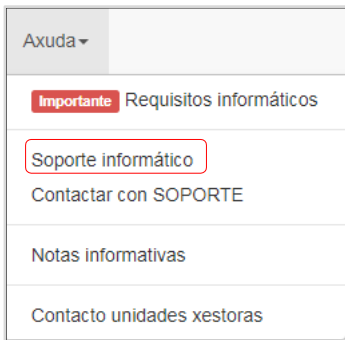 Axuda
Importante Requisitos informáticos
Soporte informático
Contactar con SOPORTE
Notas informativas
Contacto unidades xestoras